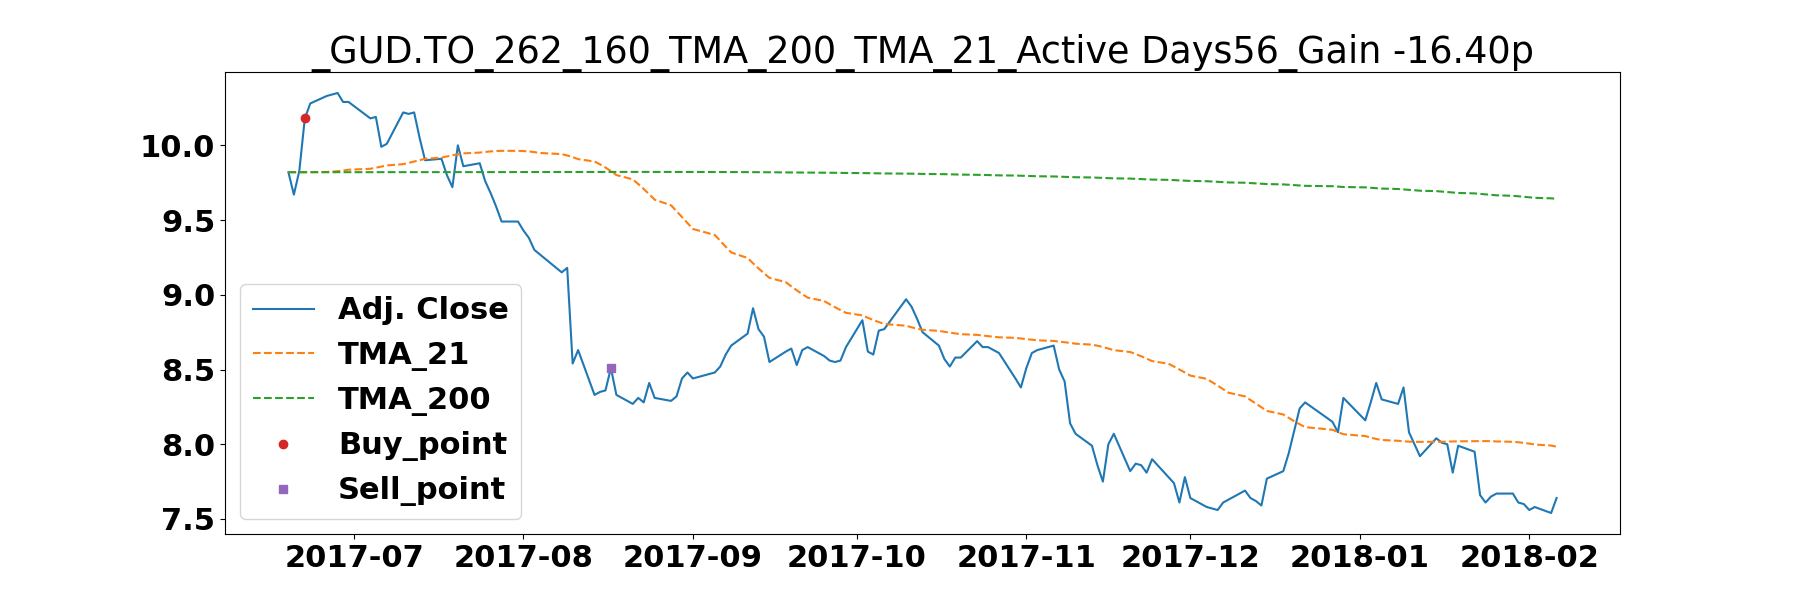 _GUD.TO_262_160_TMA_200_TMA_21_Active Days56_Gain -16.40p
10.0
9.5
9.0
8.5
8.0
7.5
Adj. Close
TMA_21
TMA_200
Buy_point
Sell_point
2017-07 2017-08 2017-09 2017-10 2017-11 2017-12 2018-01 2018-02